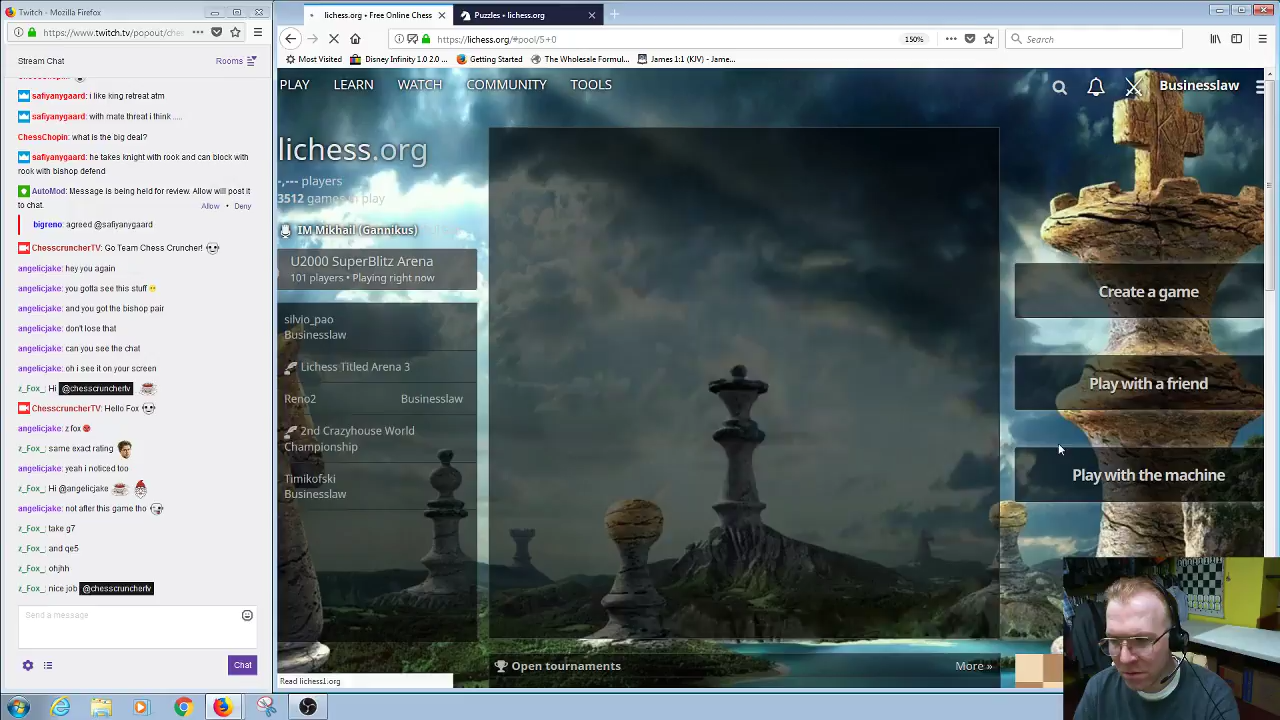 Twitch - Mozilla Firefox
https://www.twitch.tv/popout/che
Stream Chat
Rooms
safiyanygaard: i like king retreat atm
safiyanygaard: with mate threat i think .....
ChessChopin: what is the big deal?
safiyanygaard: he takes knight with rook and can block with
rook with bishop defend
AutoMod: Message is being held for review. Allow will post it
to chat.
Allow • Deny
bigreno: agreed @safiyanygaard
ChesscruncherTV: Go Team Chess Cruncher!
angelicjake: hey you again
angelicjake: you gotta see this stuff
angelicjake: and you got the bishop pair
angelicjake: don't lose that
angelicjake: can you see the chat
angelicjake: oh i see it on your screen
z_Fox_: Hi @chesscrunchertv
ChesscruncherTV: Hello Fox
angelicjake: z fox
z_Fox_: same exact rating
angelicjake: yeah i noticed too
z_Fox_: Hi @angelicjake
angelicjake: not after this game tho
z_Fox_: take g7
z_Fox_: and qe5
z_Fox_: ohjhh
z_Fox_: nice job @chesscrunchertv
Send a message
Chat
lichess.org • Free Online Chess
Puzzles • lichess.org
https://lichess.org/#pool/5+0
150%
Search
Most Visited
Disney Infinity 1.0 2.0 ...
Getting Started
The Wholesale Formul...
James 1:1 (KJV) - Jame...
PLAY LEARN WATCH COMMUNITY TOOLS
Businesslaw
lichess.org
-,--- players
3512 games in play
IM Mikhail (Gannikus)
U2000 SuperBlitz Arena
101 players • Playing right now
silvio_pao
Businesslaw
Lichess Titled Arena 3
Reno2 Businesslaw
2nd Crazyhouse World
Championship
Timikofski
Businesslaw
Create a game
Play with a friend
Play with the machine
Open tournaments
More »
Read lichess1.org